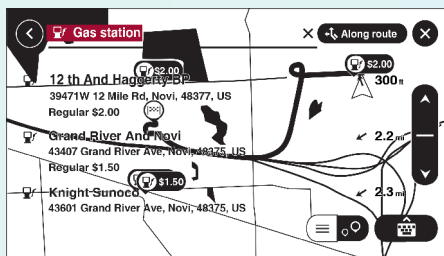 Gas station
Along route
$2.00
$2.00
12 th And Haggerty BP
300 ft
39471W 12 Mile Rd, Novi, 48377, US
Regular $2.00
Grand River And Novi
2.2 mi
43407 Grand River Ave, Novi, 48375, US
Regular $1.50
$1.50
Knight Sunoco
2.3 mi
43601 Grand River Ave, Novi, 48375, US